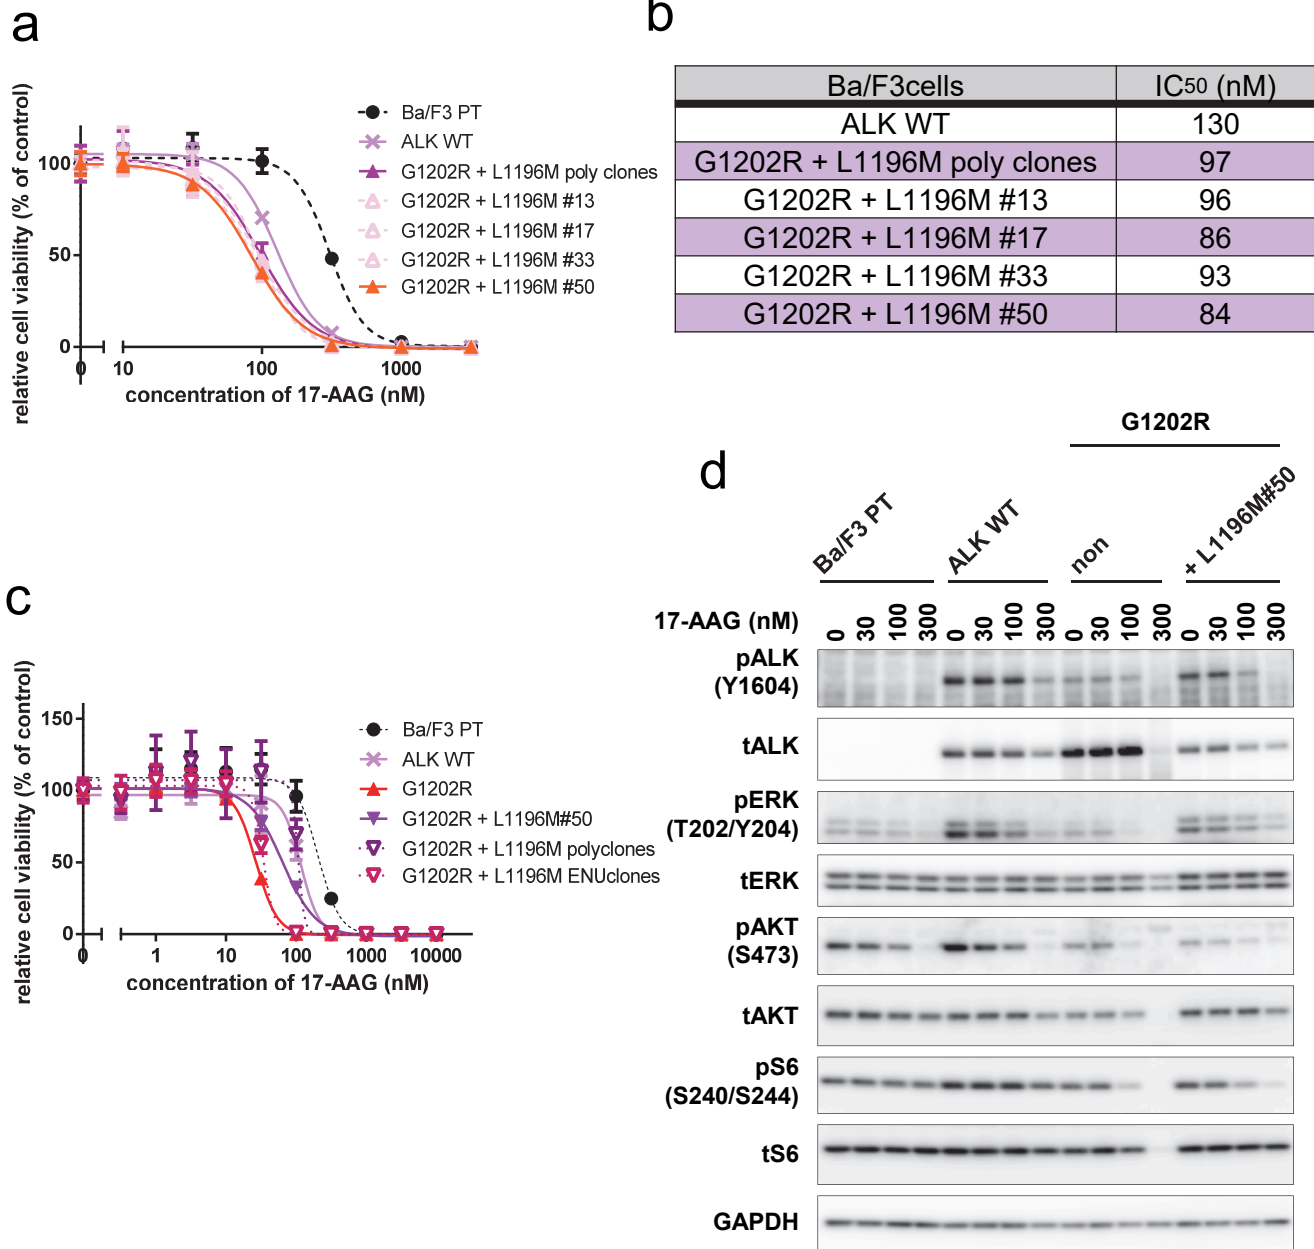 a
relative cell viability (% of control)
100
50
0
0
10
100
1000
concentration of 17-AAG (nM)
Ba/F3 PT
ALK WT
G1202R + L1196M poly clones
G1202R + L1196M #13
G1202R + L1196M #17
G1202R + L1196M #33
G1202R + L1196M #50
b
Ba/F3cells IC50 (nM)
ALK WT 130
G1202R + L1196M poly clones 97
G1202R + L1196M #13 96
G1202R + L1196M #17 86
G1202R + L1196M #33 93
G1202R + L1196M #50 84
c
relative cell viability (% of control)
150
100
50
0
0
1
10
100
1000
10000
concentration of 17-AAG (nM)
Ba/F3 PT
ALK WT
G1202R
G1202R + L1196M#50
G1202R + L1196M polyclones
G1202R + L1196M ENUclones
d
G1202R
Ba/F3 PT
ALK WT
non
+ L1196M#50
17-AAG (nM) 0 30 100 300 0 30 100 300 0 30 100 300 0 30 100 300
pALK
(Y1604)
tALK
pERK
(T202/Y204)
tERK
pAKT
(S473)
tAKT
pS6
(S240/S244)
tS6
GAPDH